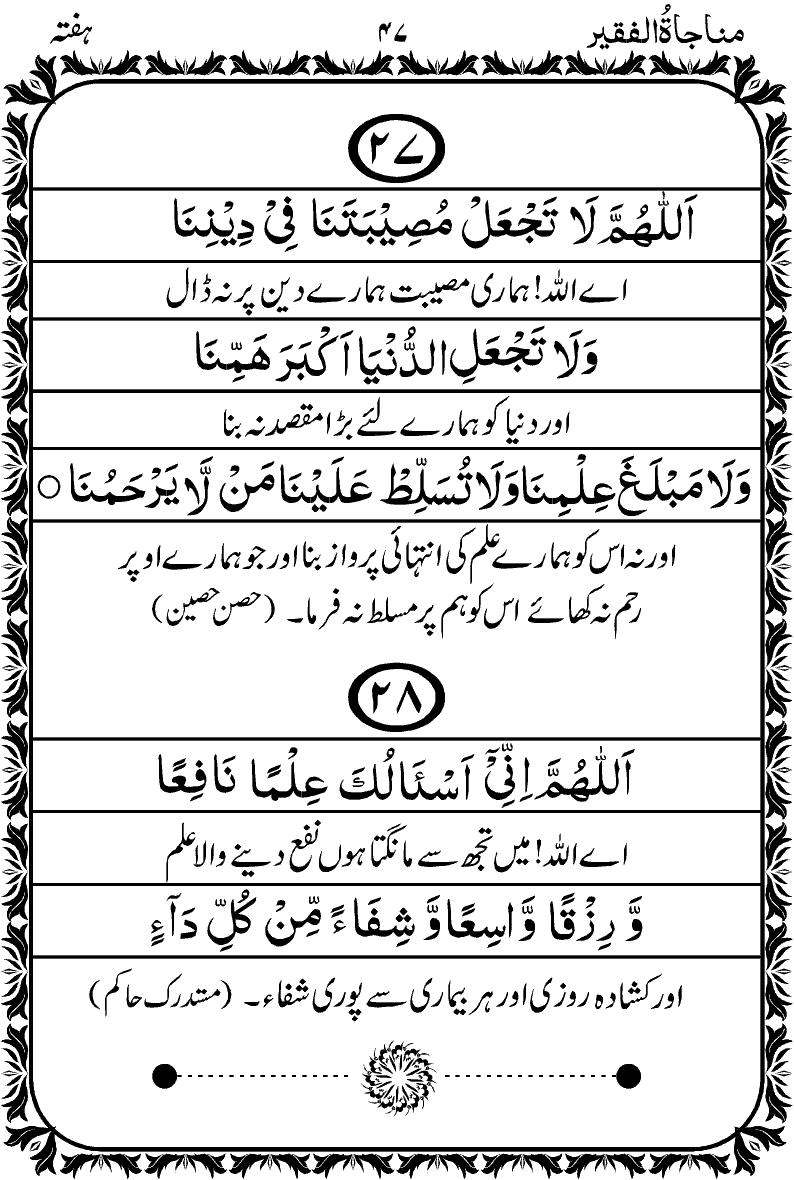 مناجاۃُالفقیر ۴۷ ہفتہ
۲۷
اَللّٰهُمَّ لَا تَجْعَلْ مُصِيْبَتَنَا فِيْ دِيْنِنَا
اے اللہ! ہماری مصیبت ہمارے دین پر نہ ڈال
وَلَا تَجْعَلِ الدُّنْيَا اَكْبَرَ هَمِّنَا
اور دنیا کو ہمارے لئے بڑا مقصد نہ بنا
وَلَا مَبْلَغَ عِلْمِنَا وَلَا تُسَلِّطْ عَلَيْنَا مَنْ لَّا يَرْحَمُنَا ○
اور نہ اس کو ہمارے علم کی انتہائی پرواز بنا اور جو ہمارے اوپر
رحم نہ کھائے اس کو ہم پر مسلط نہ فرما۔ (حصن حصین)
۲۸
اَللّٰهُمَّ اِنِّيْٓ اَسْئَالُكَ عِلْمًا نَافِعًا
اے اللہ! میں تجھ سے مانگتا ہوں نفع دینے والا علم
وَّ رِزْقًا وَّاسِعًا وَّ شِفَاءً مِّنْ كُلِّ دَآءٍ
اور کشادہ روزی اور ہر بیماری سے پوری شفاء۔ (مستدرک حاکم)